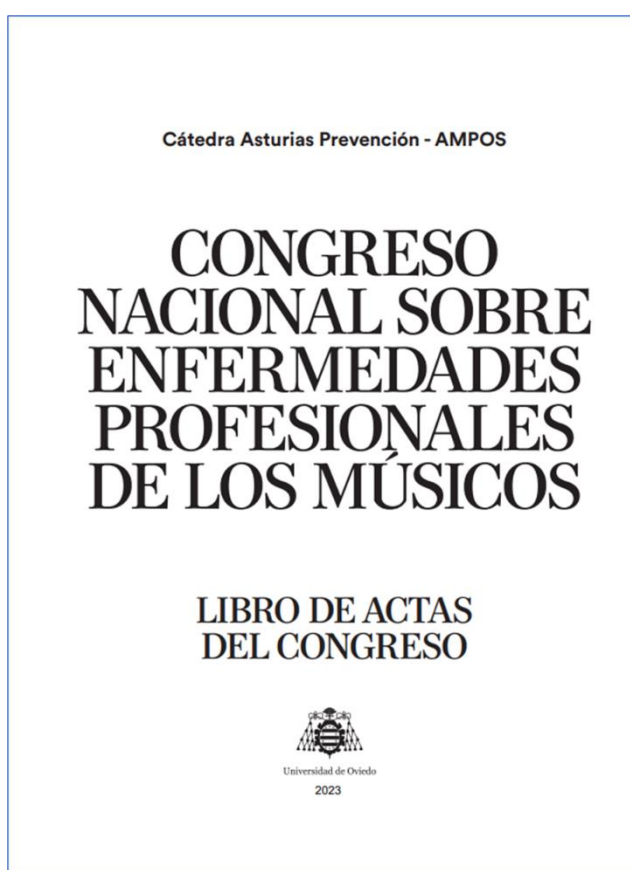 Cátedra Asturias Prevención - AMPOS
CONGRESO
NACIONAL SOBRE
ENFERMEDADES
PROFESIONALES
DE LOS MÚSICOS
LIBRO DE ACTAS
DEL CONGRESO
Universidad de Oviedo
2023